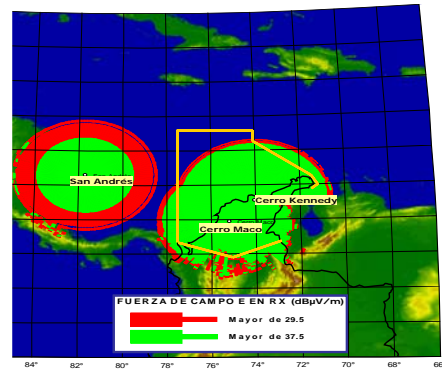 San Andrés
Cerro Kennedy
Cerro Maco
FUERZA DE CAMPO E EN RX (dBµV/m)
Mayor de 29.5
Mayor de 37.5
84° 82° 80° 78° 76° 74° 72° 70° 68° 66